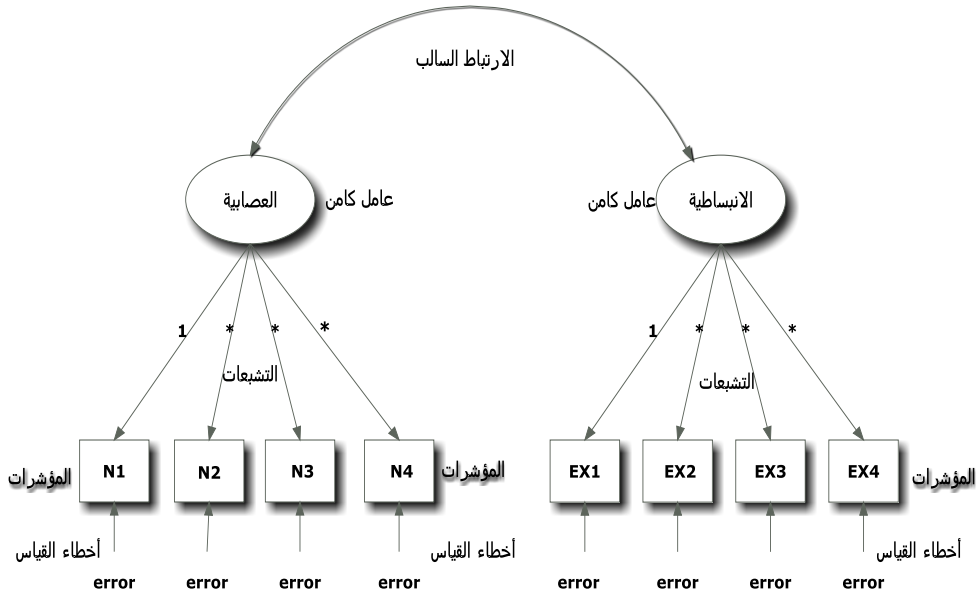 الارتباط السالب
العصابية
عامل كامن
عامل كامن
الانبساطية
1 * * *
1 * * *
التشبعات
التشبعات
المؤشرات
N1 N2 N3 N4
المؤشرات
EX1 EX2 EX3 EX4
المؤشرات
أخطاء القياس
أخطاء القياس
أخطاء القياس
error error error error
error error error error